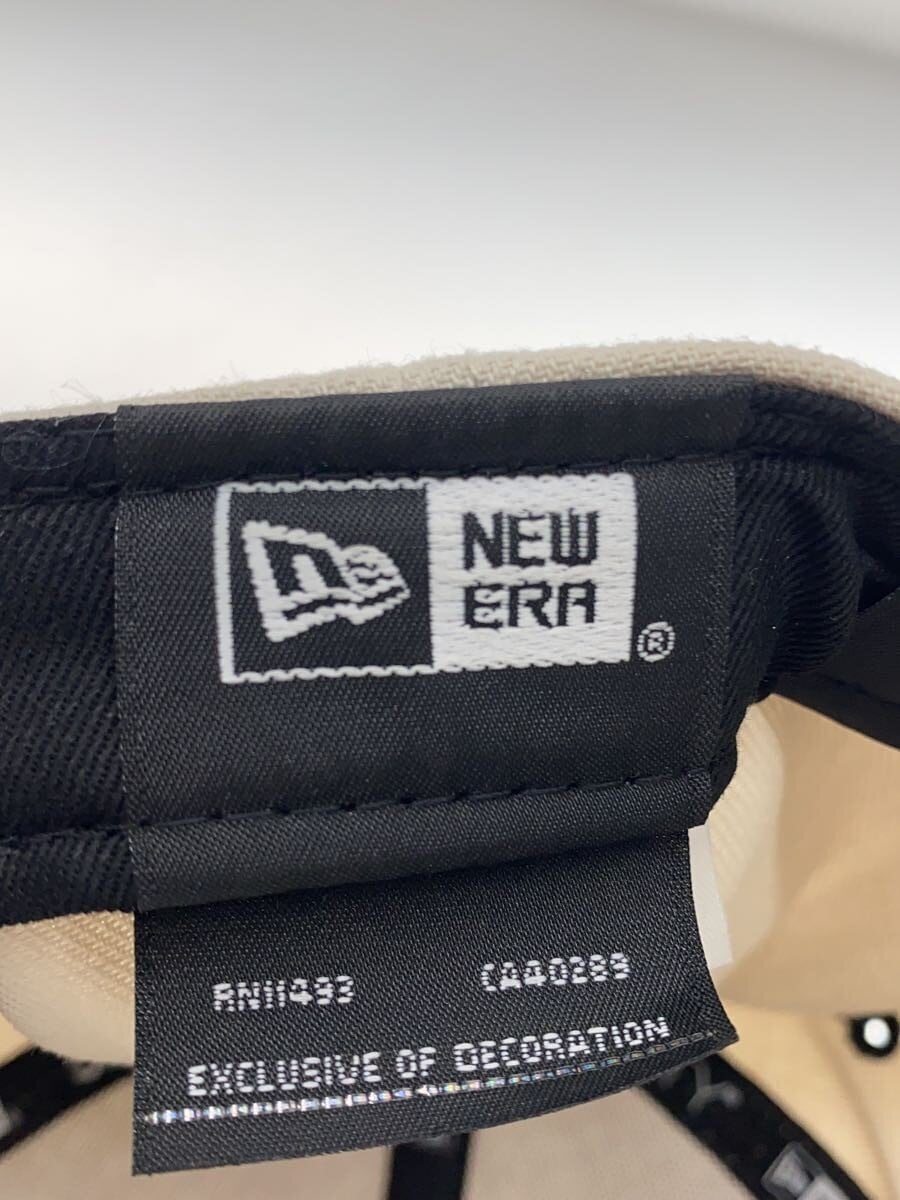 NEW
ERA
®
RN11493 CA40289
EXCLUSIVE OF DECORATION